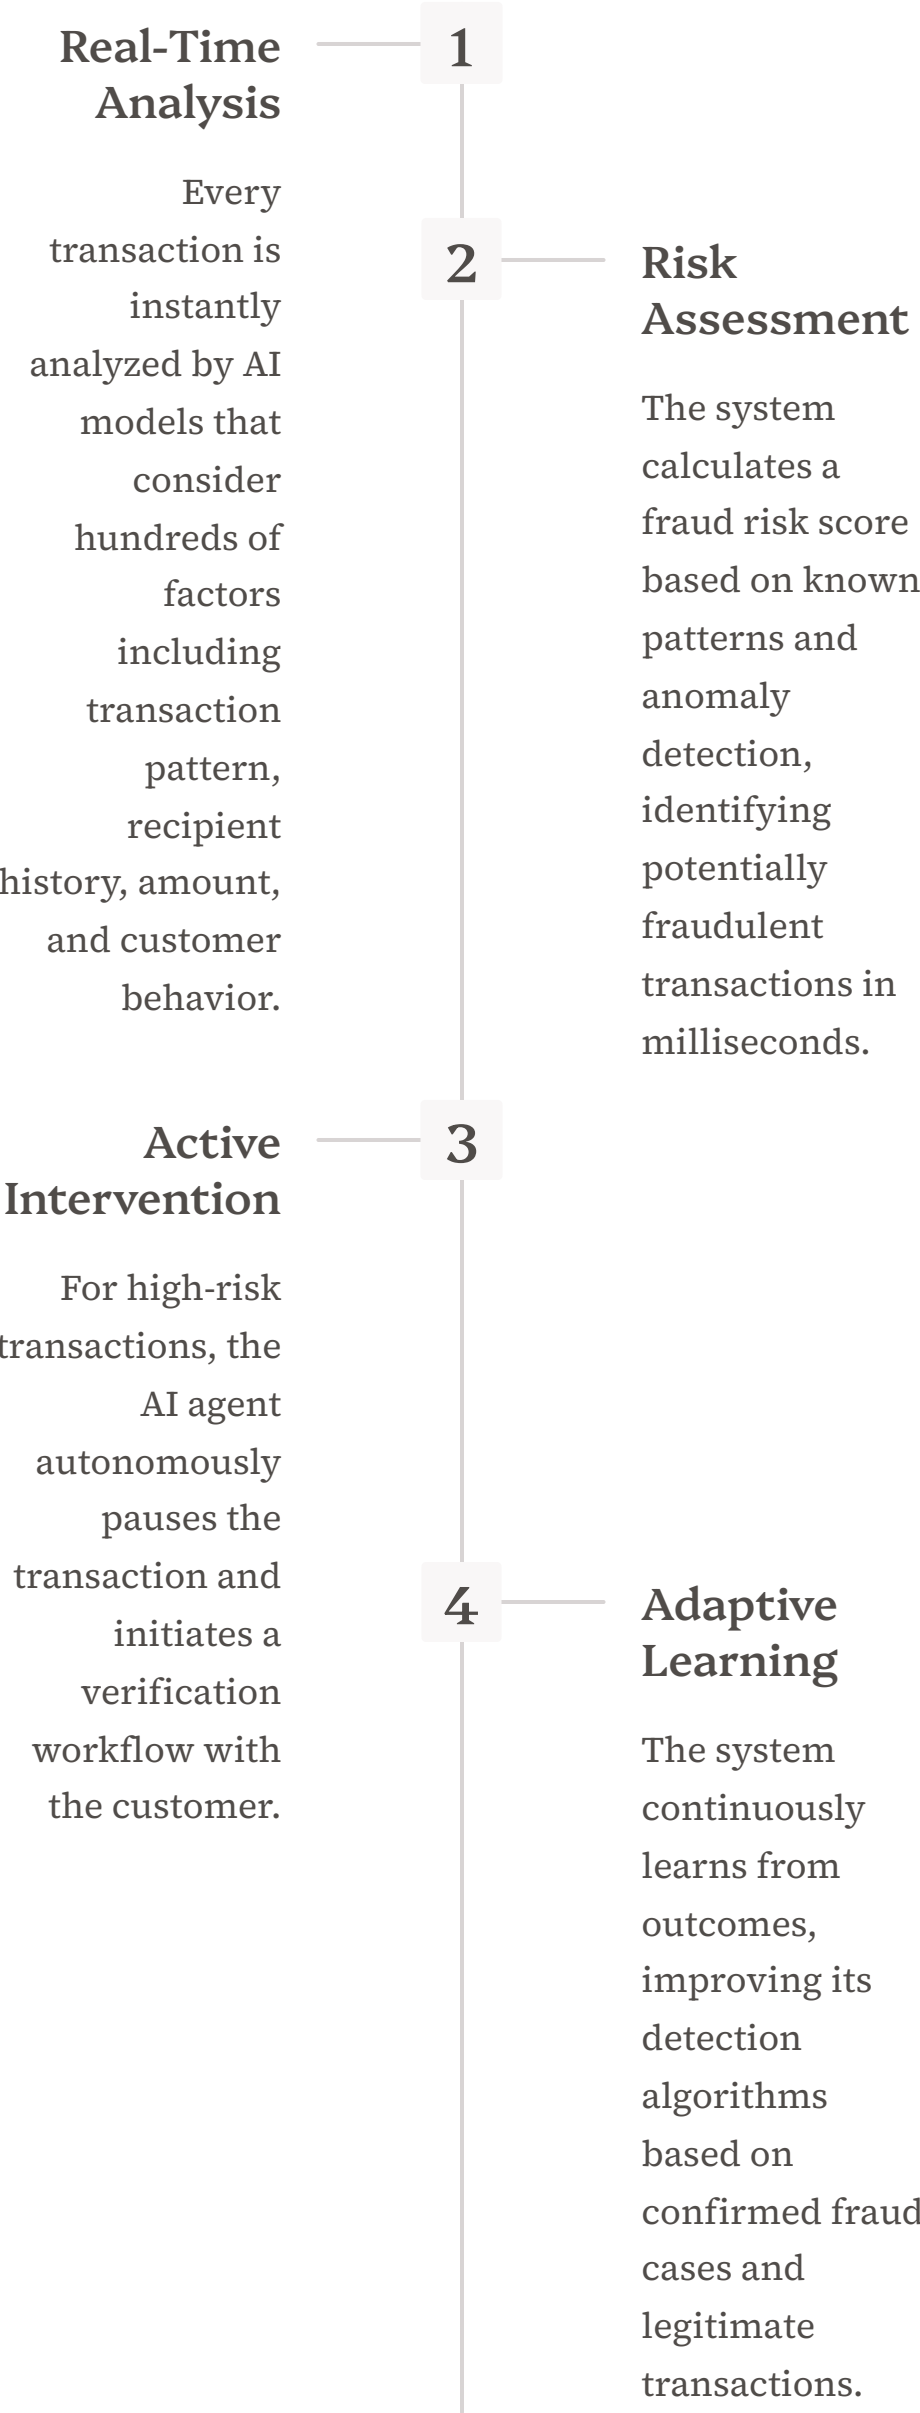 1
Real-Time
Analysis
Every
transaction is
instantly
analyzed by AI
models that
consider
hundreds of
factors
including
transaction
pattern,
recipient
history, amount,
and customer
behavior.
2
Risk
Assessment
The system
calculates a
fraud risk score
based on known
patterns and
anomaly
detection,
identifying
potentially
fraudulent
transactions in
milliseconds.
3
Active
Intervention
For high-risk
transactions, the
AI agent
autonomously
pauses the
transaction and
initiates a
verification
workflow with
the customer.
4
Adaptive
Learning
The system
continuously
learns from
outcomes,
improving its
detection
algorithms
based on
confirmed fraud
cases and
legitimate
transactions.